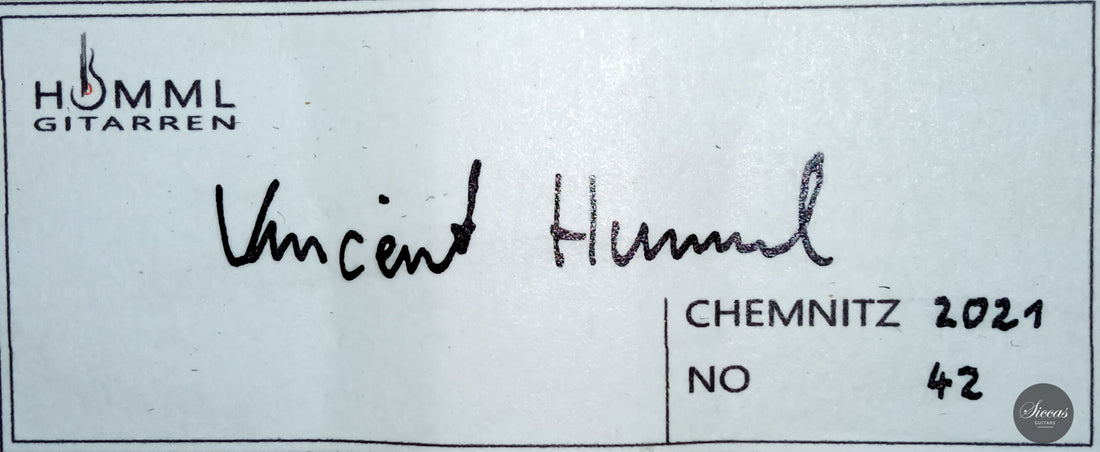 HUMML
GITARREN
Vincent Humml
CHEMNITZ 2021
NO 42
Siccas
GUITARS